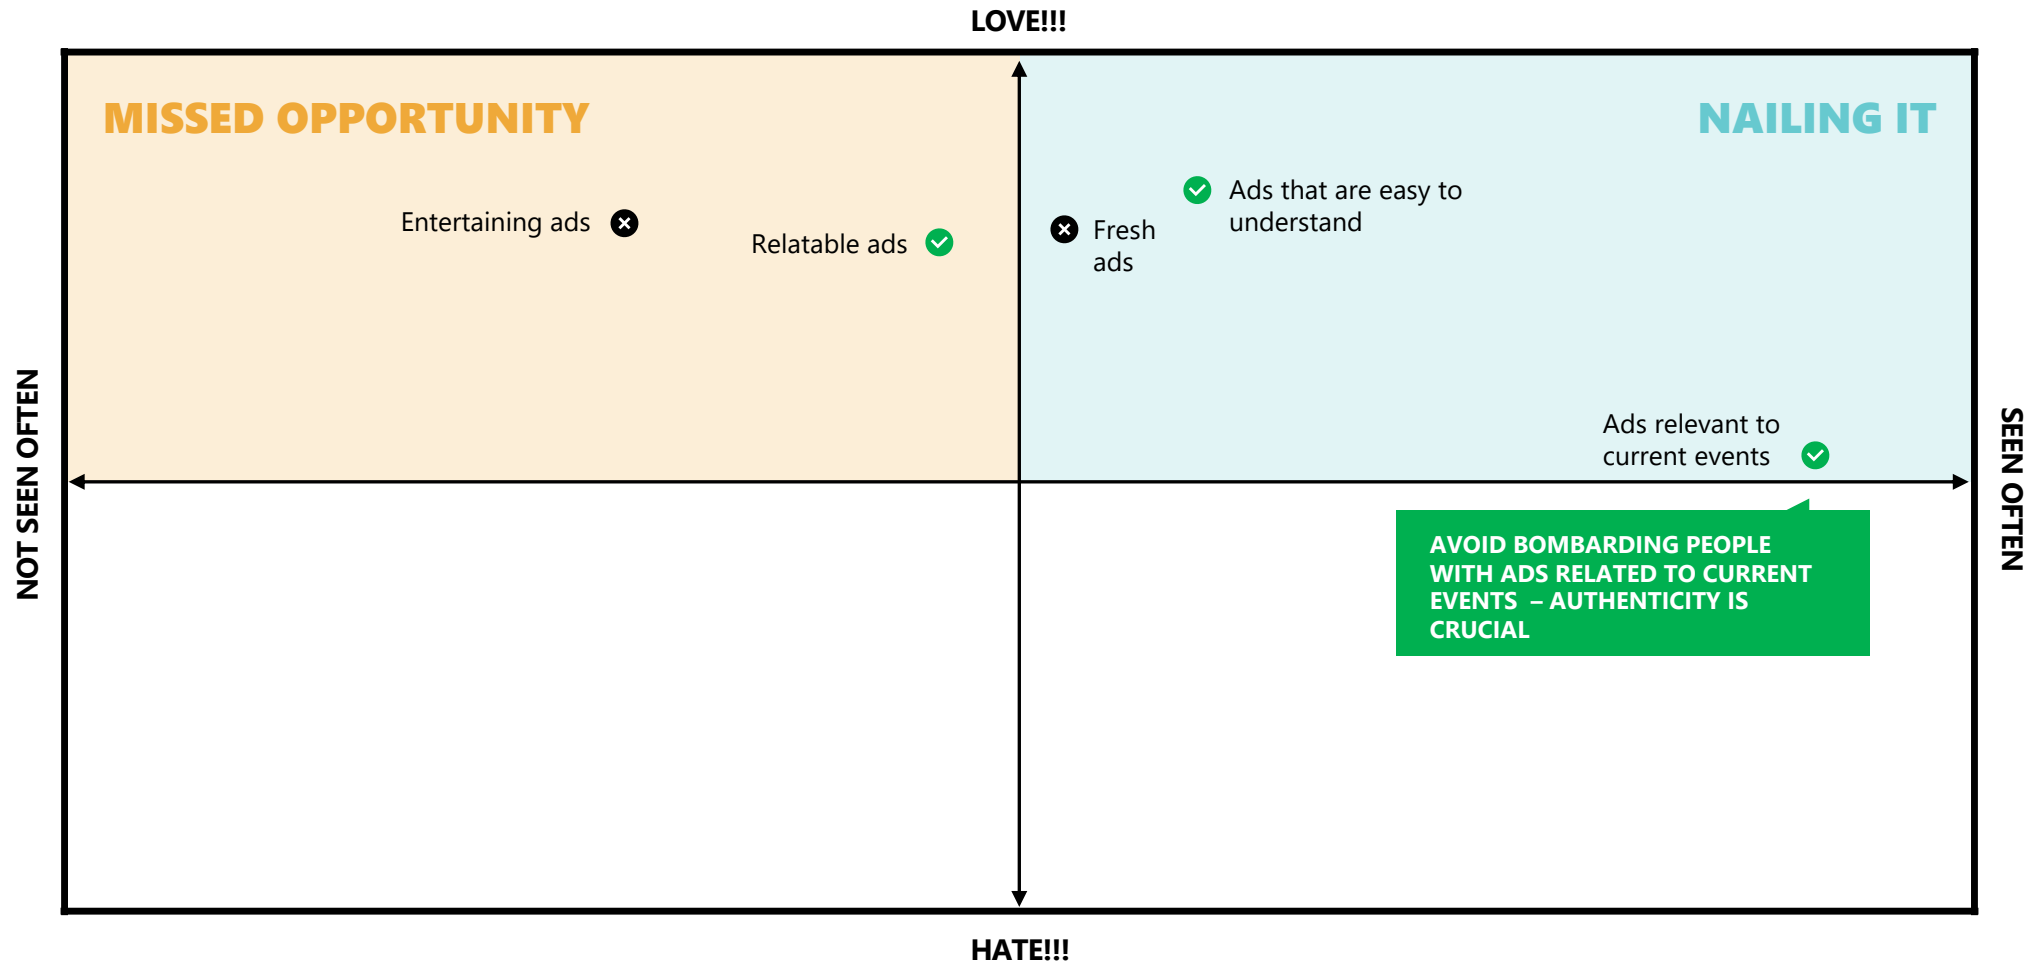 LOVE!!!
MISSED OPPORTUNITY
NAILING IT
Entertaining ads
Relatable ads
Fresh
ads
Ads that are easy to
understand
Ads relevant to
current events
NOT SEEN OFTEN
SEEN OFTEN
AVOID BOMBARDING PEOPLE
WITH ADS RELATED TO CURRENT
EVENTS – AUTHENTICITY IS
CRUCIAL
HATE!!!